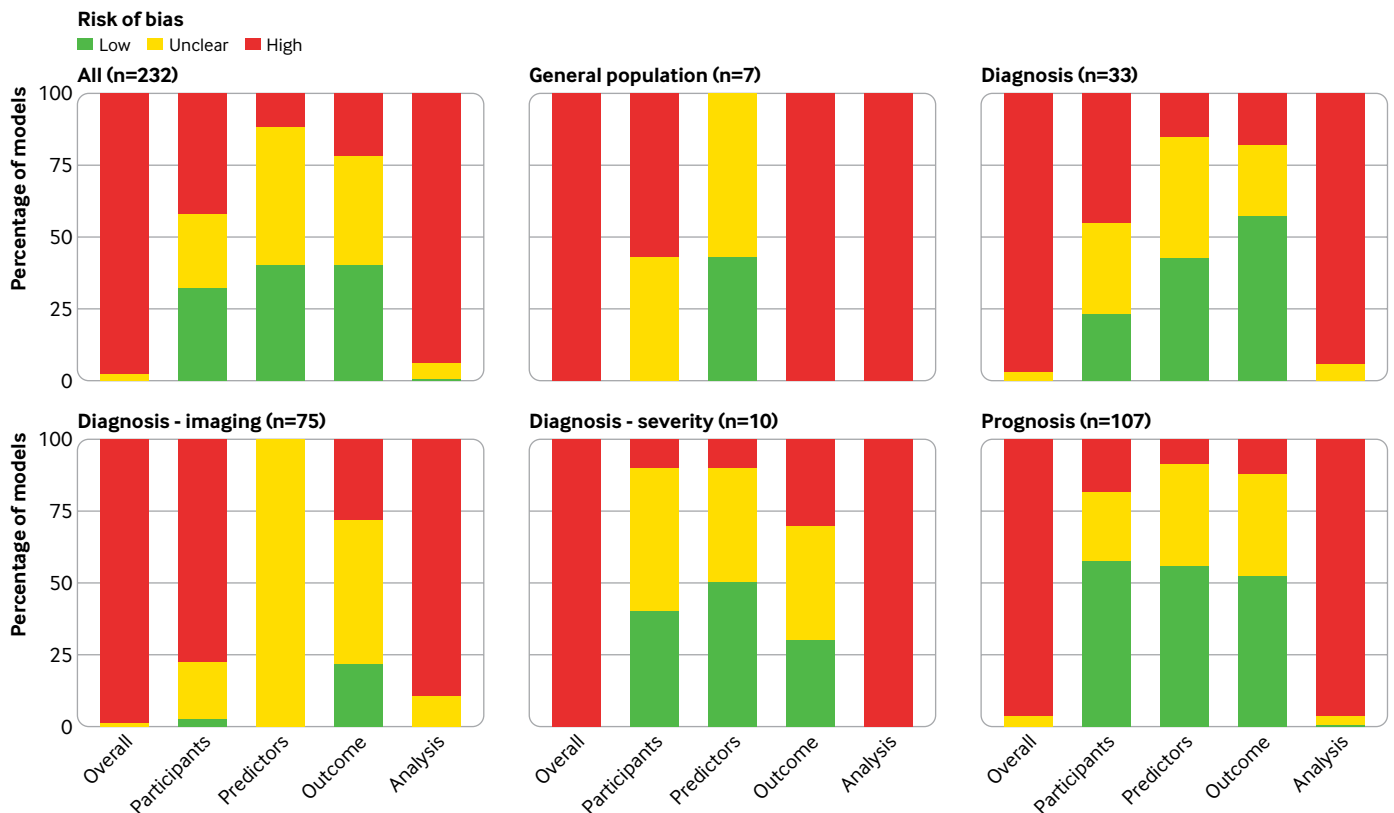 Risk of bias
Low Unclear High
All (n=232)
General population (n=7)
Diagnosis (n=33)
Percentage of models
100
75
50
25
0
Diagnosis - imaging (n=75)
Diagnosis - severity (n=10)
Prognosis (n=107)
Percentage of models
100
75
50
25
0
Overall
Participants
Predictors
Outcome
Analysis
Overall
Participants
Predictors
Outcome
Analysis
Overall
Participants
Predictors
Outcome
Analysis